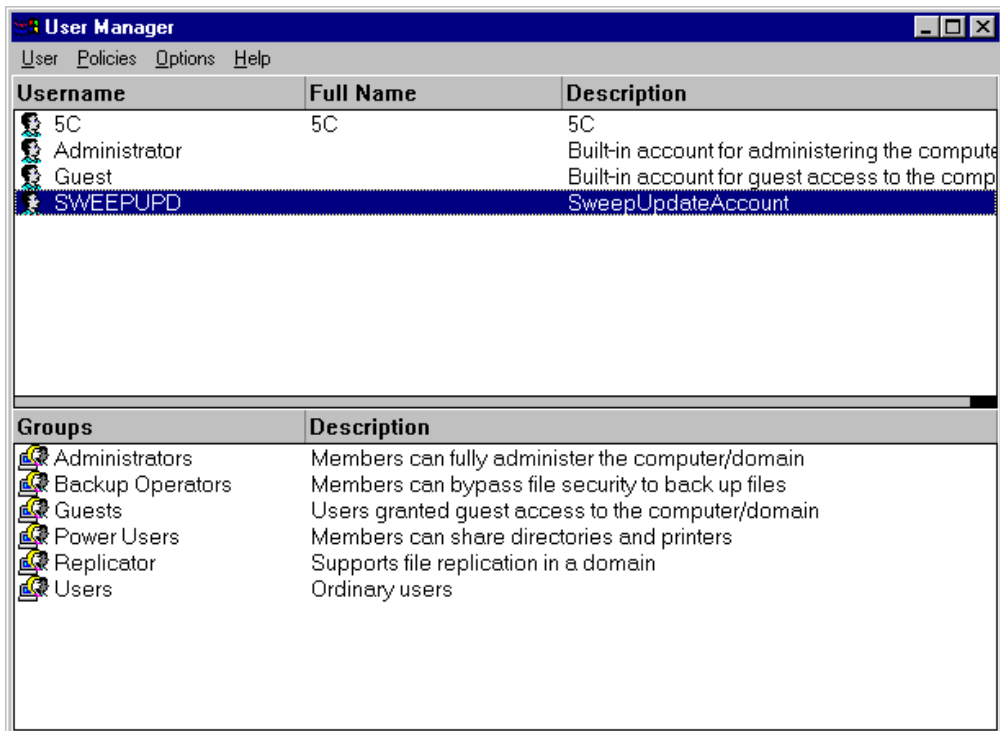 User Manager
User Policies Options Help
Username Full Name Description
5C 5C 5C
Administrator Built-in account for administering the compute
Guest Built-in account for guest access to the comp
SWEEPUPD SweepUpdateAccount
Groups Description
Administrators Members can fully administer the computer/domain
Backup Operators Members can bypass file security to back up files
Guests Users granted guest access to the computer/domain
Power Users Members can share directories and printers
Replicator Supports file replication in a domain
Users Ordinary users